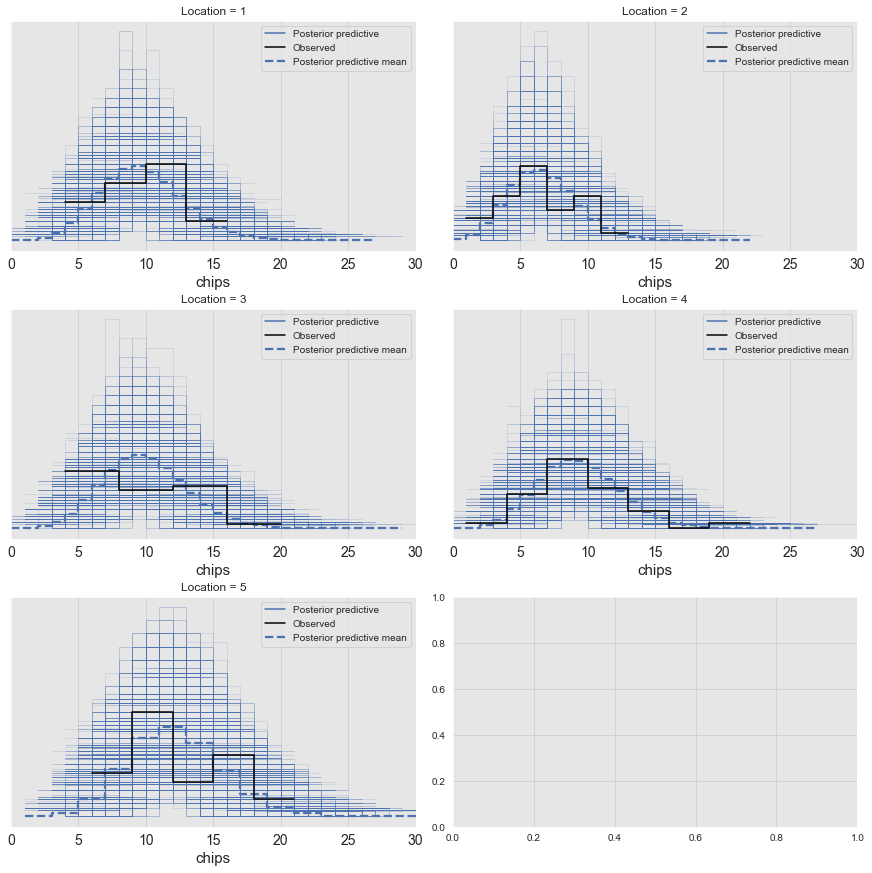 Location = 1
Posterior predictive
Observed
Posterior predictive mean
0 5 10 15 20 25 30
chips
Location = 2
Posterior predictive
Observed
Posterior predictive mean
0 5 10 15 20 25 30
chips
Location = 3
Posterior predictive
Observed
Posterior predictive mean
0 5 10 15 20 25 30
chips
Location = 4
Posterior predictive
Observed
Posterior predictive mean
0 5 10 15 20 25 30
chips
Location = 5
Posterior predictive
Observed
Posterior predictive mean
0 5 10 15 20 25 30
chips
1.0
0.8
0.6
0.4
0.2
0.0
0.0 0.2 0.4 0.6 0.8 1.0